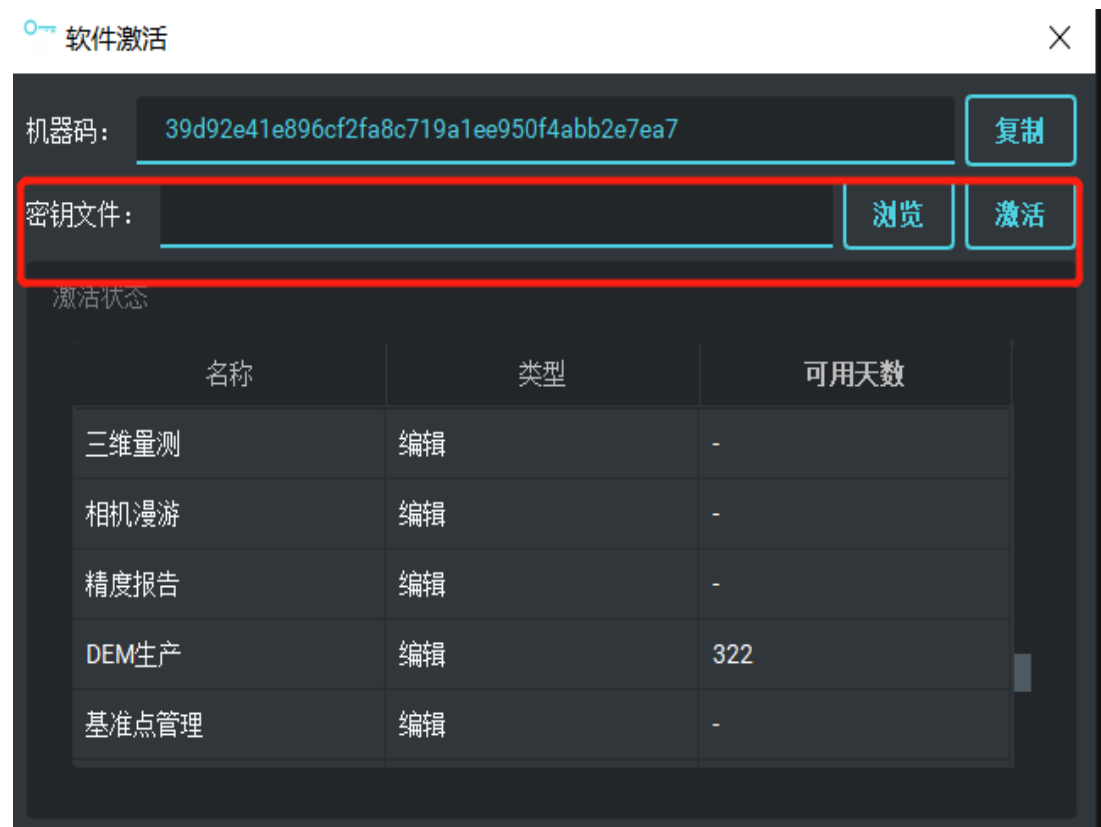 软件激活
机器码： 39d92e41e896cf2fa8c719a1ee950f4abb2e7ea7 复制
密钥文件： 浏览 激活
激活状态
名称 类型 可用天数
三维量测 编辑 -
相机漫游 编辑 -
精度报告 编辑 -
DEM生产 编辑 322
基准点管理 编辑 -